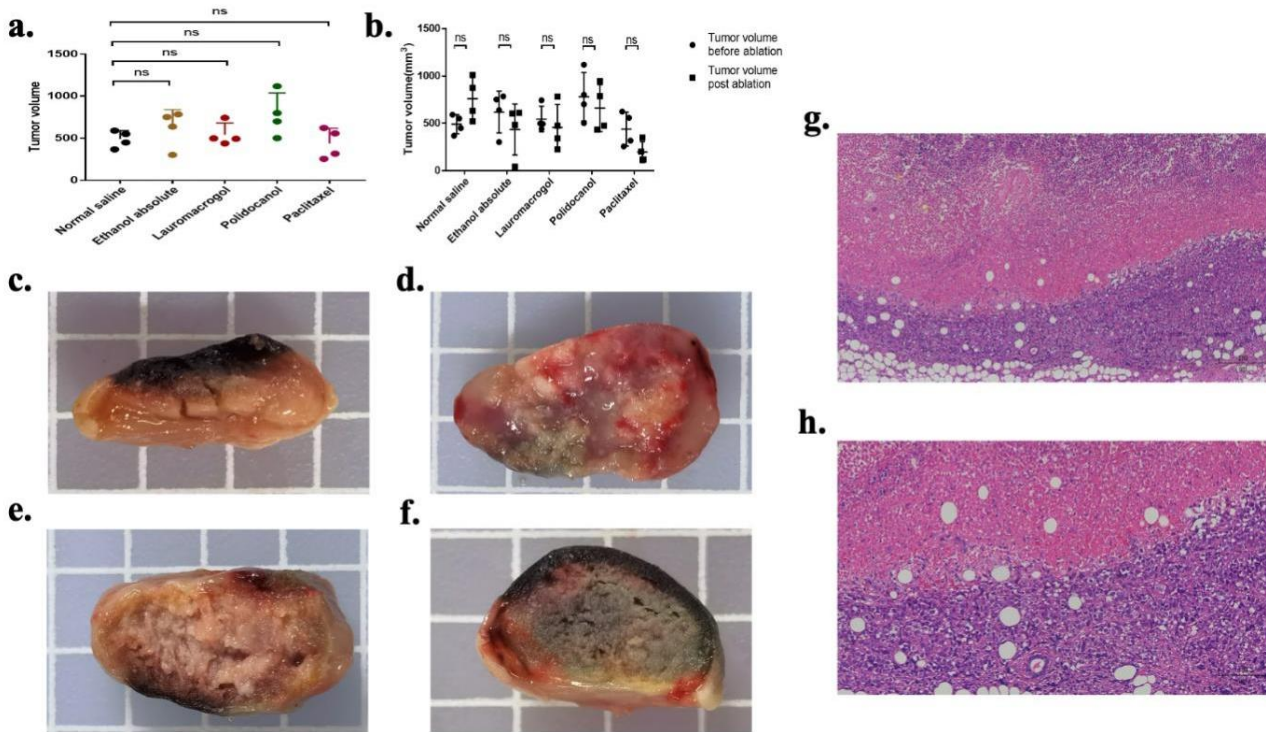 a.
ns
ns
ns
ns
Tumor volume
1500
1000
500
0
Normal saline
Ethanol absolute
Lauromacrogol
Polidocanol
Paclitaxel
b.
Tumor volume(mm3)
1500
1000
500
0
ns ns ns ns ns
Normal saline
Ethanol absolute
Lauromacrogol
Polidocanol
Paclitaxel
Tumor volume
before ablation
Tumor volume
post ablation
c.
d.
e.
f.
g.
h.